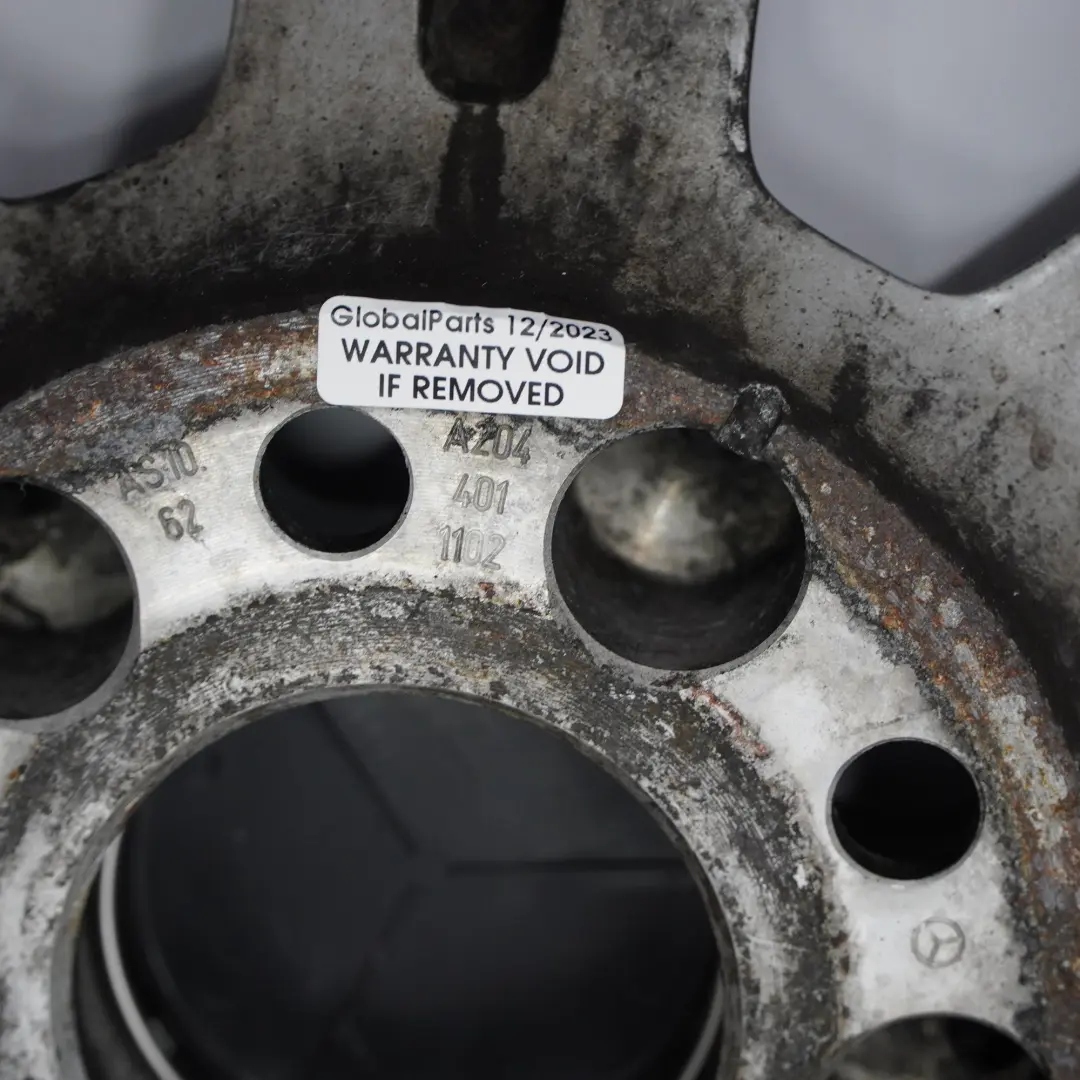 GlobalParts 12/2023
WARRANTY VOID
IF REMOVED
AS10.
62
A204
401
1102